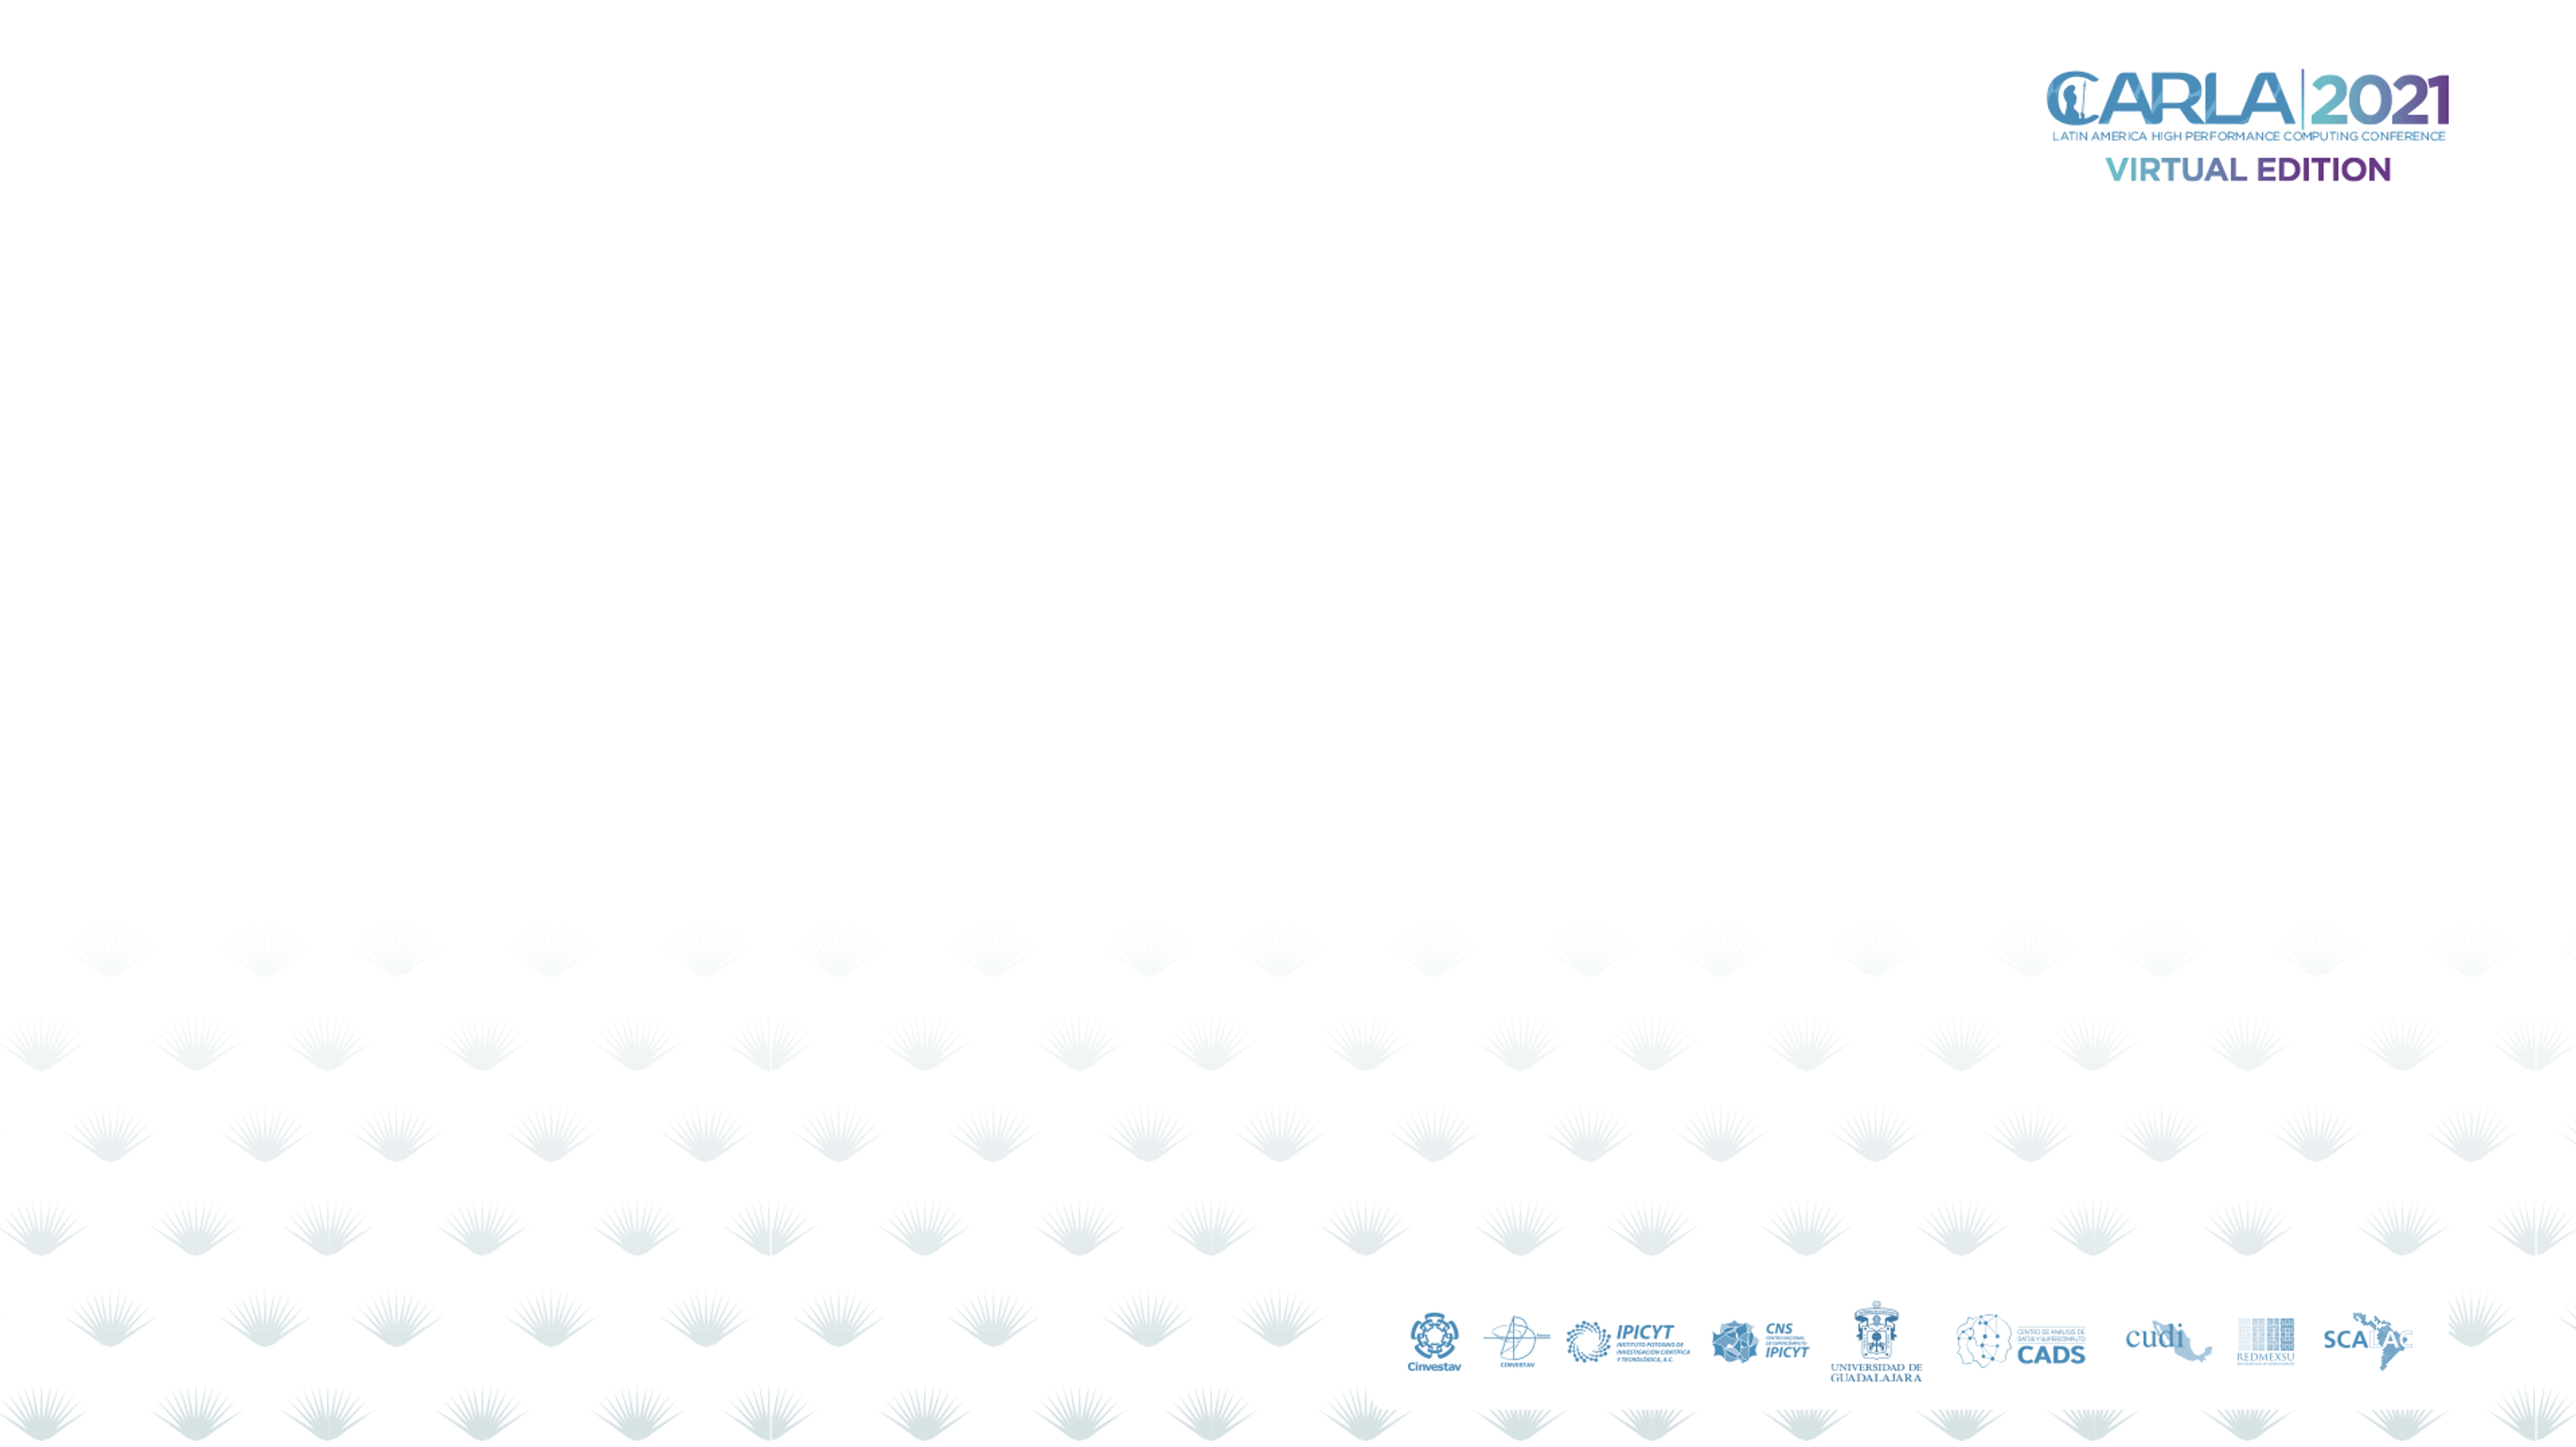 CARLA 2021
LATIN AMERICA HIGH PERFORMANCE COMPUTING CONFERENCE
VIRTUAL EDITION
Cinvestav
CINVESTAV
IPICYT
INSTITUTO POTOSINO DE
INVESTIGACIÓN CIENTÍFICA
Y TECNOLÓGICA, A.C.
CNS
CENTRO NACIONAL
DE SUPERCÓMPUTO
IPICYT
UNIVERSIDAD DE
GUADALAJARA
CENTRO DE ANÁLISIS DE
DATOS Y SUPERCÓMPUTO
CADS
cudi
REDMEXSU
SCALAC